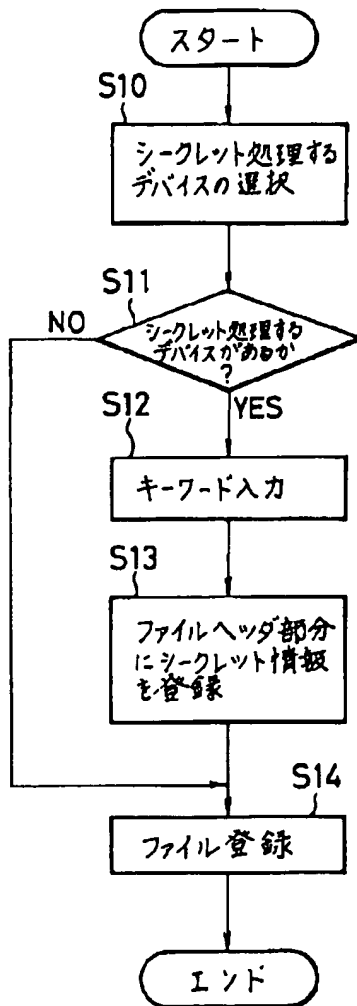 スタート
S10
シークレット処理する
デバイスの選択
S11
NO
シークレット処理する
デバイスがあるか
?
YES
S12
キーワード入力
S13
ファイルヘッダ部分
にシークレット情報
を登録
S14
ファイル登録
エンド